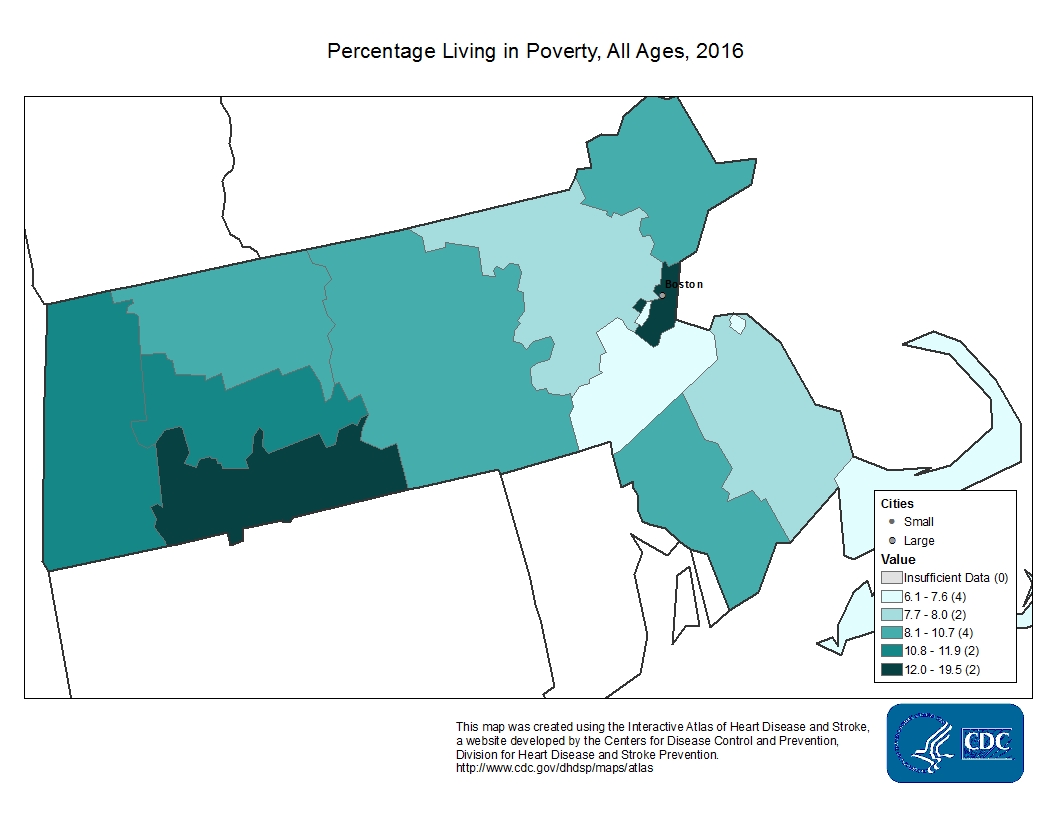 Percentage Living in Poverty, All Ages, 2016
Boston
Cities
Small
Large
Value
Insufficient Data (0)
6.1 - 7.6 (4)
7.7 - 8.0 (2)
8.1 - 10.7 (4)
10.8 - 11.9 (2)
12.0 - 19.5 (2)
This map was created using the Interactive Atlas of Heart Disease and Stroke,
a website developed by the Centers for Disease Control and Prevention,
Division for Heart Disease and Stroke Prevention.
http://www.cdc.gov/dhdsp/maps/atlas
CDC